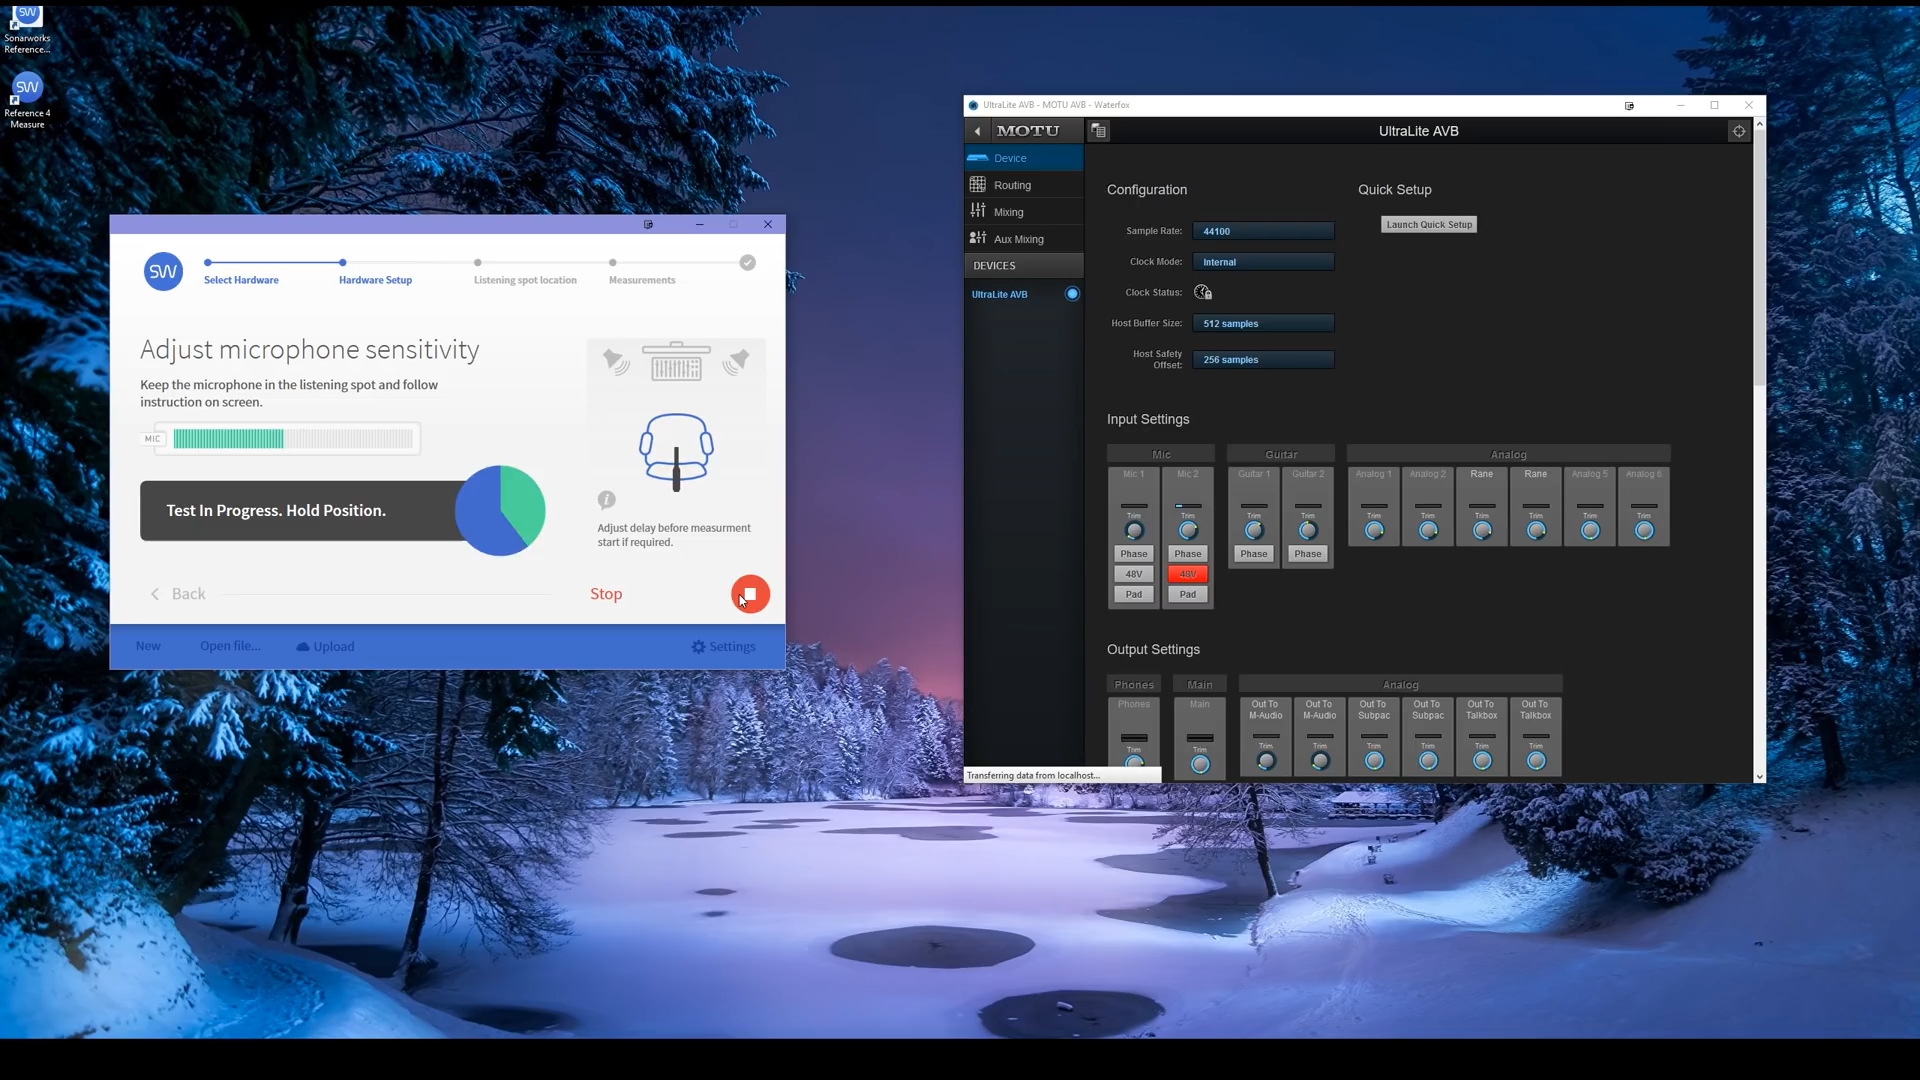 SW
Sonarworks
Reference...
SW
Reference 4
Measure
SW
Select Hardware
Hardware Setup
Listening spot location
Measurements
Adjust microphone sensitivity
Keep the microphone in the listening spot and follow
instruction on screen.
MIC
Test In Progress. Hold Position.
i
Adjust delay before measurment
start if required.
Back
Stop
New
Open file...
Upload
Settings
UltraLite AVB - MOTU AVB - Waterfox
MOTU
UltraLite AVB
Device
Routing
Mixing
Aux Mixing
DEVICES
UltraLite AVB
Configuration
Quick Setup
Sample Rate: 44100
Launch Quick Setup
Clock Mode: Internal
Clock Status:
Host Buffer Size: 512 samples
Host Safety
Offset: 256 samples
Input Settings
Mic Guitar Analog
Mic 1 Mic 2 Guitar 1 Guitar 2 Analog 1 Analog 2 Rane Rane Analog 5 Analog 6
Trim Trim Trim Trim Trim Trim Trim Trim Trim Trim
Phase Phase Phase Phase
48V 48V
Pad Pad
Output Settings
Phones Main Analog
Phones Main Out To Out To Out To Out To Out To Out To
M-Audio M-Audio Subpac Subpac Talkbox Talkbox
Trim Trim Trim Trim Trim Trim Trim Trim
Transferring data from localhost...